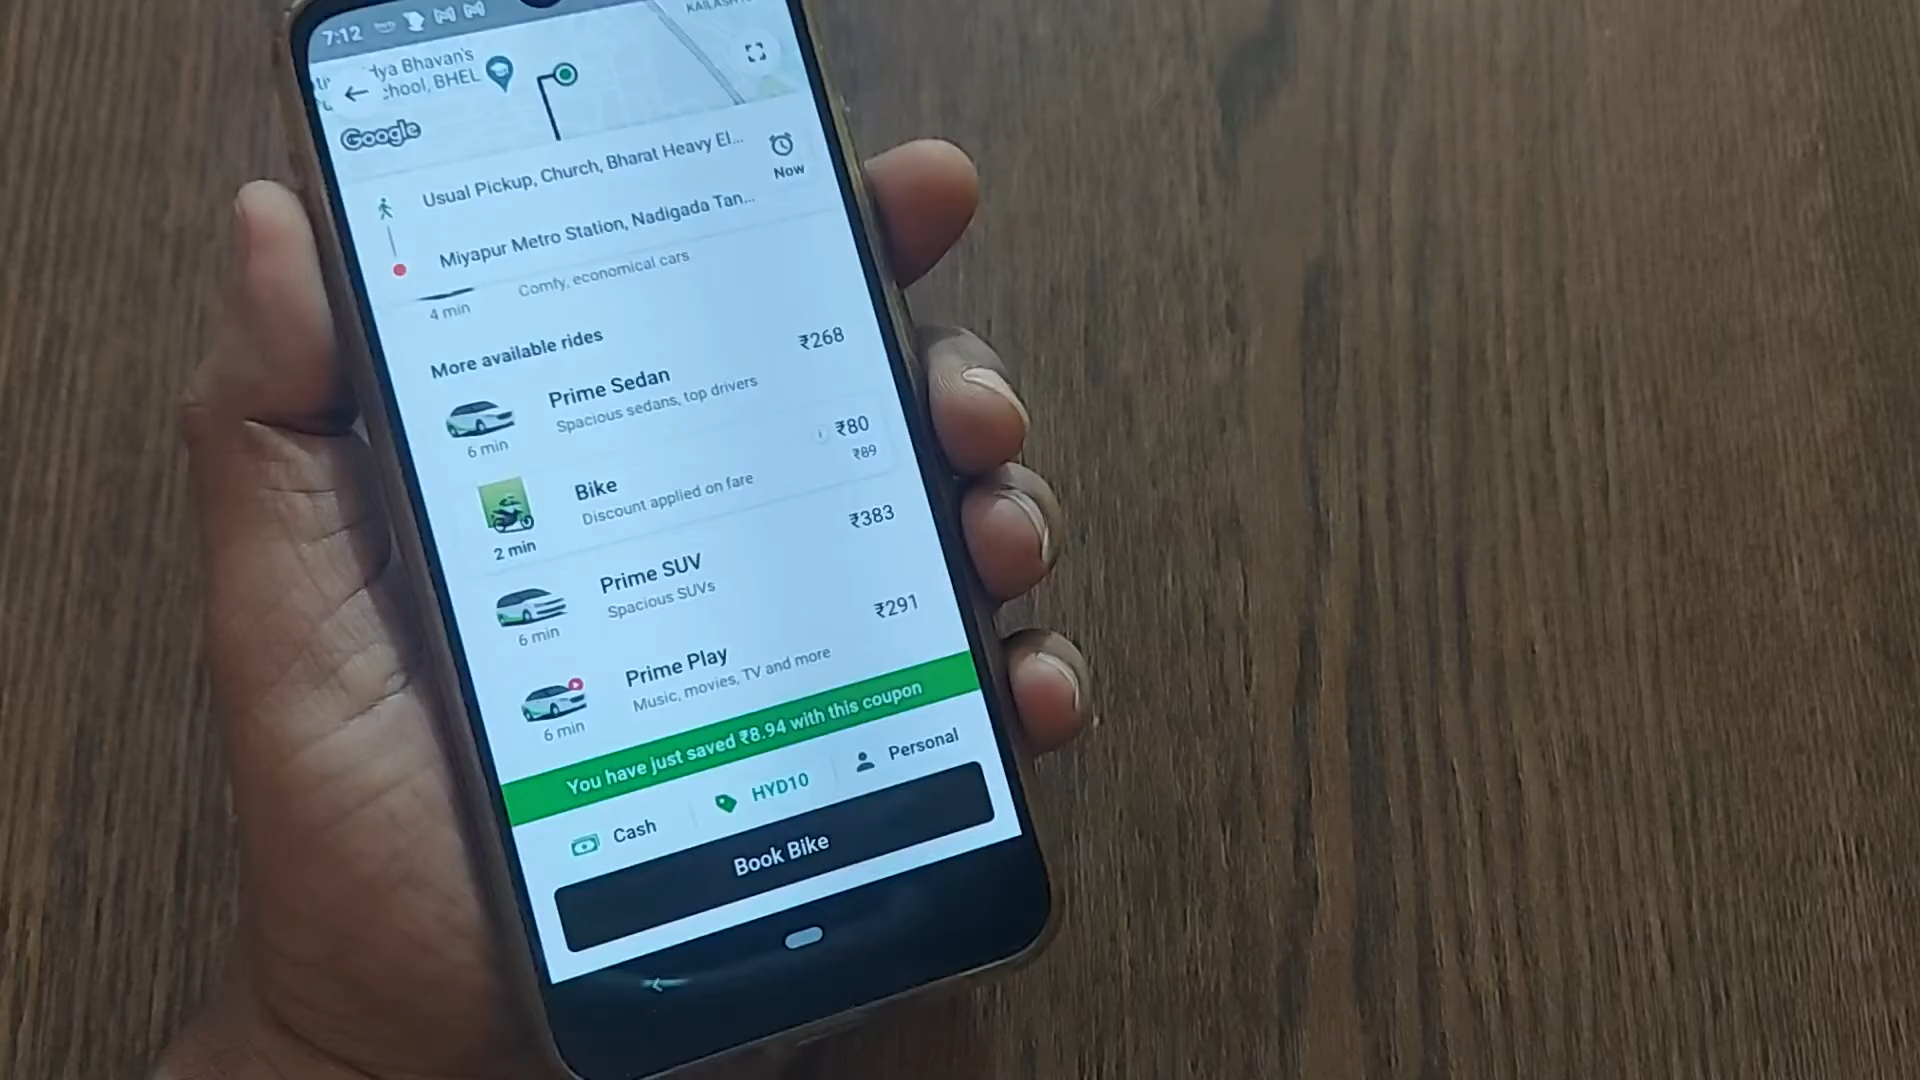 7:12
dya Bhavan's
chool, BHEL
Google
Usual Pickup, Church, Bharat Heavy El...
Now
Miyapur Metro Station, Nadigada Tan...
Comfy, economical cars
4 min
More available rides
Prime Sedan
₹268
Spacious sedans, top drivers
6 min
Bike
₹80
₹89
Discount applied on fare
2 min
Prime SUV
₹383
Spacious SUVs
6 min
Prime Play
₹291
Music, movies, TV and more
6 min
You have just saved ₹8.94 with this coupon
Cash
HYD10
Personal
Book Bike